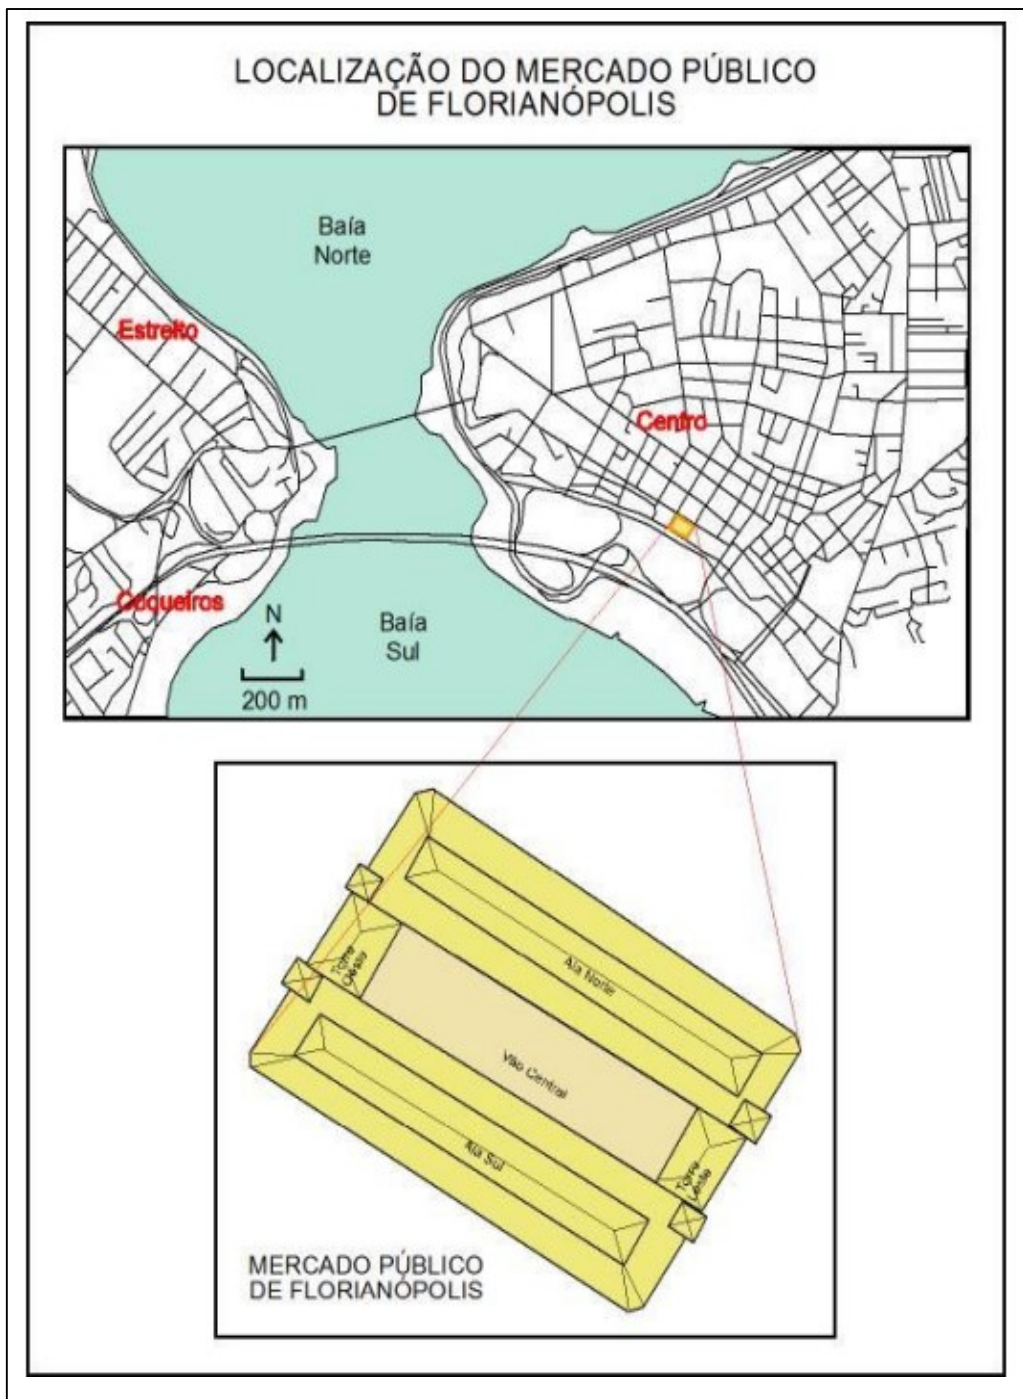 LOCALIZAÇÃO DO MERCADO PÚBLICO
DE FLORIANÓPOLIS
Baía
Norte
Estreito
Centro
Coqueiros
N
200 m
Baía
Sul
Ala Norte
Torre
Oeste
Vão Central
Ala Sul
Torre
MERCADO PÚBLICO
DE FLORIANÓPOLIS